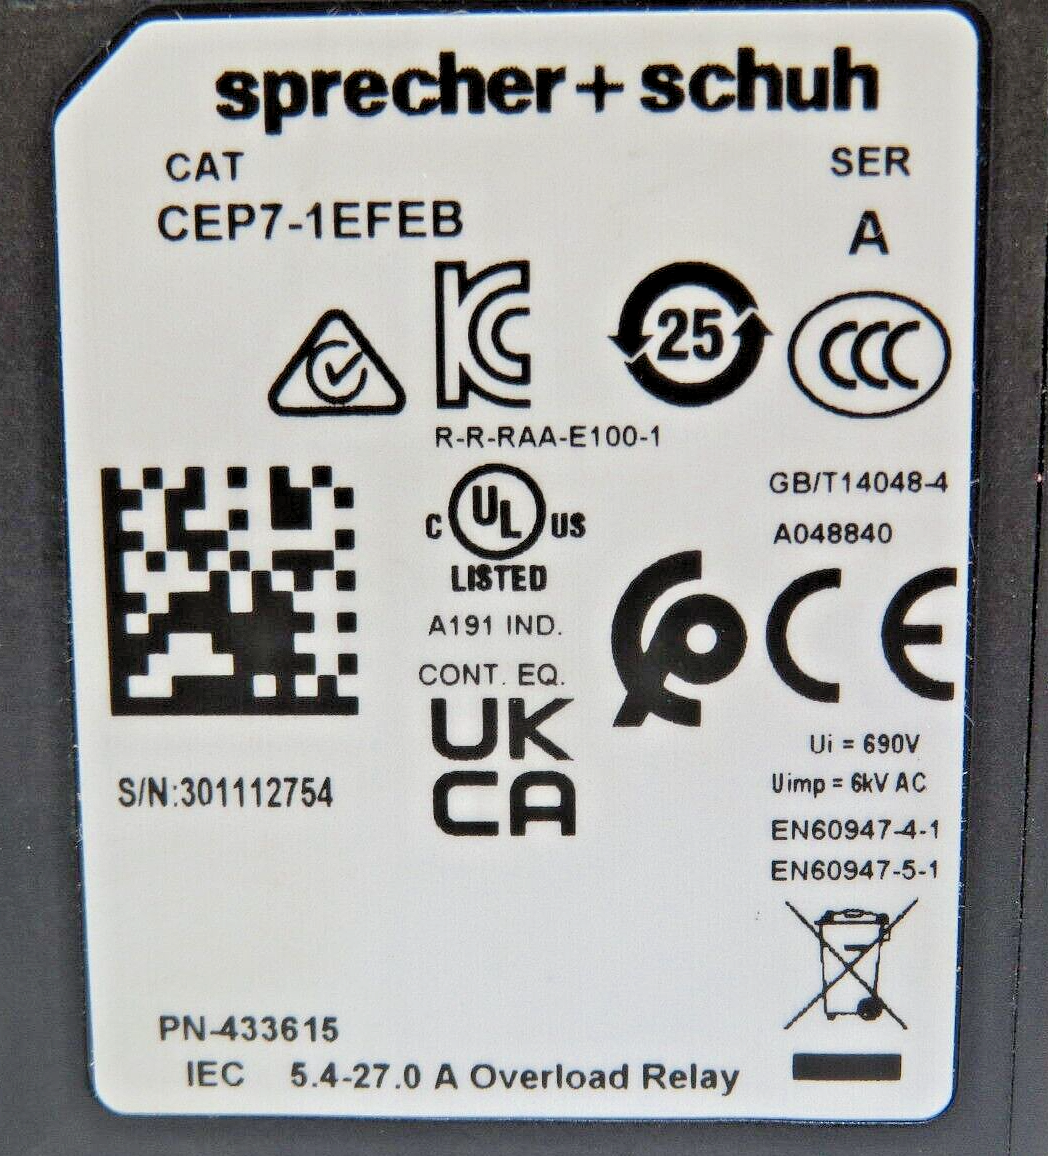 sprecher+schuh
CAT
SER
CEP7-1EFEB
A
25
R-R-RAA-E100-1
GB/T14048-4
C UL US
LISTED
A048840
A191 IND.
CONT. EQ.
CE
UK
CA
Ui = 690V
Uimp = 6kV AC
S/N:301112754
EN60947-4-1
EN60947-5-1
PN-433615
IEC 5.4-27.0 A Overload Relay